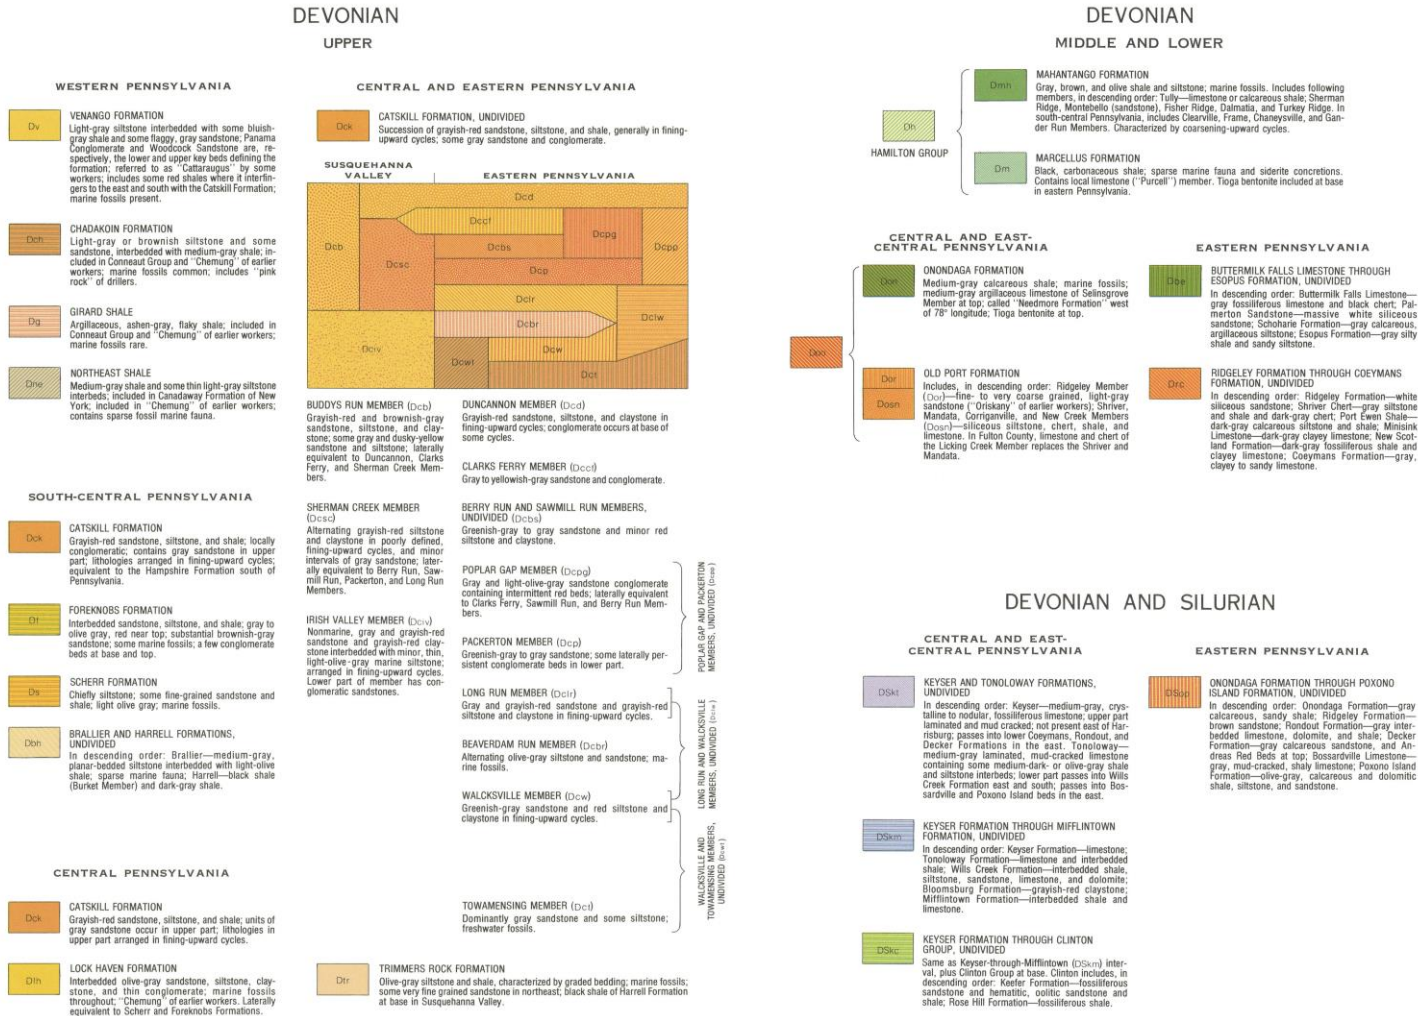 DEVONIAN
UPPER
WESTERN PENNSYLVANIA
Dv
VENANGO FORMATION
Light-gray siltstone interbedded with some bluish-
gray shale and some flaggy, gray sandstone; Panama
Conglomerate and Woodcock Sandstone are, re-
spectively, the lower and upper key beds defining the
formation; referred to as "Cattaraugus" by some
workers; includes some red shales where it interfin-
gers to the east and south with the Catskill Formation;
marine fossils present.
Dch
CHADAKOIN FORMATION
Light-gray or brownish siltstone and some
sandstone, interbedded with medium-gray shale; in-
cluded in Conneaut Group and "Chemung" of earlier
workers; marine fossils common; includes "pink
rock" of drillers.
Dg
GIRARD SHALE
Argillaceous, ashen-gray, flaky shale; included in
Conneaut Group and "Chemung" of earlier workers;
marine fossils rare.
Dne
NORTHEAST SHALE
Medium-gray shale and some thin light-gray siltstone
interbeds; included in Canadaway Formation of New
York; included in "Chemung" of earlier workers;
contains sparse fossil marine fauna.
SOUTH-CENTRAL PENNSYLVANIA
Dck
CATSKILL FORMATION
Grayish-red sandstone, siltstone, and shale; locally
conglomeratic; contains gray sandstone in upper
part; lithologies arranged in fining-upward cycles;
equivalent to the Hampshire Formation south of
Pennsylvania.
Df
FOREKNOBS FORMATION
Interbedded sandstone, siltstone, and shale; gray to
olive gray, red near top; substantial brownish-gray
sandstone; some marine fossils; a few conglomerate
beds at base and top.
Ds
SCHERR FORMATION
Chiefly siltstone; some fine-grained sandstone and
shale; light olive gray; marine fossils.
Dbh
BRALLIER AND HARRELL FORMATIONS,
UNDIVIDED
In descending order: Brallier—medium-gray,
planar-bedded siltstone interbedded with light-olive
shale; sparse marine fauna; Harrell—black shale
(Burket Member) and dark-gray shale.
CENTRAL PENNSYLVANIA
Dck
CATSKILL FORMATION
Grayish-red sandstone, siltstone, and shale; units of
gray sandstone occur in upper part; lithologies in
upper part arranged in fining-upward cycles.
Dlh
LOCK HAVEN FORMATION
Interbedded olive-gray sandstone, siltstone, clay-
stone, and thin conglomerate; marine fossils
throughout; "Chemung" of earlier workers. Laterally
equivalent to Scherr and Foreknobs Formations.
CENTRAL AND EASTERN PENNSYLVANIA
Dck
CATSKILL FORMATION, UNDIVIDED
Succession of grayish-red sandstone, siltstone, and shale, generally in fining-
upward cycles; some gray sandstone and conglomerate.
SUSQUEHANNA
VALLEY
EASTERN PENNSYLVANIA
Dcd
Dccf
Dcpg
Dcb
Dcbs
Dcpp
Dcsc
Dcp
Dclr
Dcbr
Dclw
Dciv
Dcw
Dcwt
Dct
BUDDYS RUN MEMBER (Dcb)
Grayish-red and brownish-gray
sandstone, siltstone, and clay-
stone; some gray and dusky-yellow
sandstone and siltstone; laterally
equivalent to Duncannon, Clarks
Ferry, and Sherman Creek Mem-
bers.
SHERMAN CREEK MEMBER
(Dcsc)
Alternating grayish-red siltstone
and claystone in poorly defined,
fining-upward cycles, and minor
intervals of gray sandstone; later-
ally equivalent to Berry Run, Saw-
mill Run, Packerton, and Long Run
Members.
IRISH VALLEY MEMBER (Dciv)
Nonmarine, gray and grayish-red
sandstone and grayish-red clay-
stone interbedded with minor, thin,
light-olive-gray marine siltstone;
arranged in fining-upward cycles.
Lower part of member has con-
glomeratic sandstones.
DUNCANNON MEMBER (Dcd)
Grayish-red sandstone, siltstone, and claystone in
fining-upward cycles; conglomerate occurs at base of
some cycles.
CLARKS FERRY MEMBER (Dccf)
Gray to yellowish-gray sandstone and conglomerate.
BERRY RUN AND SAWMILL RUN MEMBERS,
UNDIVIDED (Dcbs)
Greenish-gray to gray sandstone and minor red
siltstone and claystone.
POPLAR GAP MEMBER (Dcpg)
Gray and light-olive-gray sandstone conglomerate
containing intermittent red beds; laterally equivalent
to Clarks Ferry, Sawmill Run, and Berry Run Mem-
bers.
PACKERTON MEMBER (Dcp)
Greenish-gray to gray sandstone; some laterally per-
sistent conglomerate beds in lower part.
LONG RUN MEMBER (Dclr)
Gray and grayish-red sandstone and grayish-red
siltstone and claystone in fining-upward cycles.
BEAVERDAM RUN MEMBER (Dcbr)
Alternating olive-gray siltstone and sandstone; ma-
rine fossils.
WALCKSVILLE MEMBER (Dcw)
Greenish-gray sandstone and red siltstone and
claystone in fining-upward cycles.
TOWAMENSING MEMBER (Dct)
Dominantly gray sandstone and some siltstone;
freshwater fossils.
POPLAR GAP AND PACKERTON
MEMBERS, UNDIVIDED (Dcpp)
LONG RUN AND WALCKSVILLE
MEMBERS, UNDIVIDED (Dclw)
WALCKSVILLE AND
TOWAMENSING MEMBERS,
UNDIVIDED (Dcwt)
Dtr
TRIMMERS ROCK FORMATION
Olive-gray siltstone and shale, characterized by graded bedding; marine fossils;
some very fine grained sandstone in northeast; black shale of Harrell Formation
at base in Susquehanna Valley.
DEVONIAN
MIDDLE AND LOWER
Dh
HAMILTON GROUP
Dmh
MAHANTANGO FORMATION
Gray, brown, and olive shale and siltstone; marine fossils. Includes following
members, in descending order: Tully—limestone or calcareous shale; Sherman
Ridge, Montebello (sandstone), Fisher Ridge, Dalmatia, and Turkey Ridge. In
south-central Pennsylvania, includes Clearville, Frame, Chaneysville, and Gan-
der Run Members. Characterized by coarsening-upward cycles.
Dm
MARCELLUS FORMATION
Black, carbonaceous shale; sparse marine fauna and siderite concretions.
Contains local limestone ("Purcell") member. Tioga bentonite included at base
in eastern Pennsylvania.
CENTRAL AND EAST-
CENTRAL PENNSYLVANIA
Doo
Don
ONONDAGA FORMATION
Medium-gray calcareous shale; marine fossils;
medium-gray argillaceous limestone of Selinsgrove
Member at top; called "Needmore Formation" west
of 78° longitude; Tioga bentonite at top.
Dor
Dosn
OLD PORT FORMATION
Includes, in descending order: Ridgeley Member
(Dor)—fine- to very coarse grained, light-gray
sandstone ("Oriskany" of earlier workers); Shriver,
Mandata, Corriganville, and New Creek Members
(Dosn)—siliceous siltstone, chert, shale, and
limestone. In Fulton County, limestone and chert of
the Licking Creek Member replaces the Shriver and
Mandata.
EASTERN PENNSYLVANIA
Dbe
BUTTERMILK FALLS LIMESTONE THROUGH
ESOPUS FORMATION, UNDIVIDED
In descending order: Buttermilk Falls Limestone—
gray fossiliferous limestone and black chert; Pal-
merton Sandstone—massive white siliceous
sandstone; Schoharie Formation—gray calcareous,
argillaceous siltstone; Esopus Formation—gray silty
shale and sandy siltstone.
Drc
RIDGELEY FORMATION THROUGH COEYMANS
FORMATION, UNDIVIDED
In descending order: Ridgeley Formation—white
siliceous sandstone; Shriver Chert—gray siltstone
and shale and dark-gray chert; Port Ewen Shale—
dark-gray calcareous siltstone and shale; Minisink
Limestone—dark-gray clayey limestone; New Scot-
land Formation—dark-gray fossiliferous shale and
clayey limestone; Coeymans Formation—gray,
clayey to sandy limestone.
DEVONIAN AND SILURIAN
CENTRAL AND EAST-
CENTRAL PENNSYLVANIA
DSkt
KEYSER AND TONOLOWAY FORMATIONS,
UNDIVIDED
In descending order: Keyser—medium-gray, crys-
talline to nodular, fossiliferous limestone; upper part
laminated and mud cracked; not present east of Har-
risburg; passes into lower Coeymans, Rondout, and
Decker Formations in the east. Tonoloway—
medium-gray laminated, mud-cracked limestone
containing some medium-dark- or olive-gray shale
and siltstone interbeds; lower part passes into Wills
Creek Formation east and south; passes into Bos-
sardville and Poxono Island beds in the east.
DSkm
KEYSER FORMATION THROUGH MIFFLINTOWN
FORMATION, UNDIVIDED
In descending order: Keyser Formation—limestone;
Tonoloway Formation—limestone and interbedded
shale; Wills Creek Formation—interbedded shale,
siltstone, sandstone, limestone, and dolomite;
Bloomsburg Formation—grayish-red claystone;
Mifflintown Formation—interbedded shale and
limestone.
DSkc
KEYSER FORMATION THROUGH CLINTON
GROUP, UNDIVIDED
Same as Keyser-through-Mifflintown (DSkm) inter-
val, plus Clinton Group at base. Clinton includes, in
descending order: Keefer Formation—fossiliferous
sandstone and hematitic, oolitic sandstone and
shale; Rose Hill Formation—fossiliferous shale.
EASTERN PENNSYLVANIA
DSop
ONONDAGA FORMATION THROUGH POXONO
ISLAND FORMATION, UNDIVIDED
In descending order: Onondaga Formation—gray
calcareous, sandy shale; Ridgeley Formation—
brown sandstone; Rondout Formation—gray inter-
bedded limestone, dolomite, and shale; Decker
Formation—gray calcareous sandstone, and An-
dreas Red Beds at top; Bossardville Limestone—
gray, mud-cracked, shaly limestone; Poxono Island
Formation—olive-gray, calcareous and dolomitic
shale, siltstone, and sandstone.